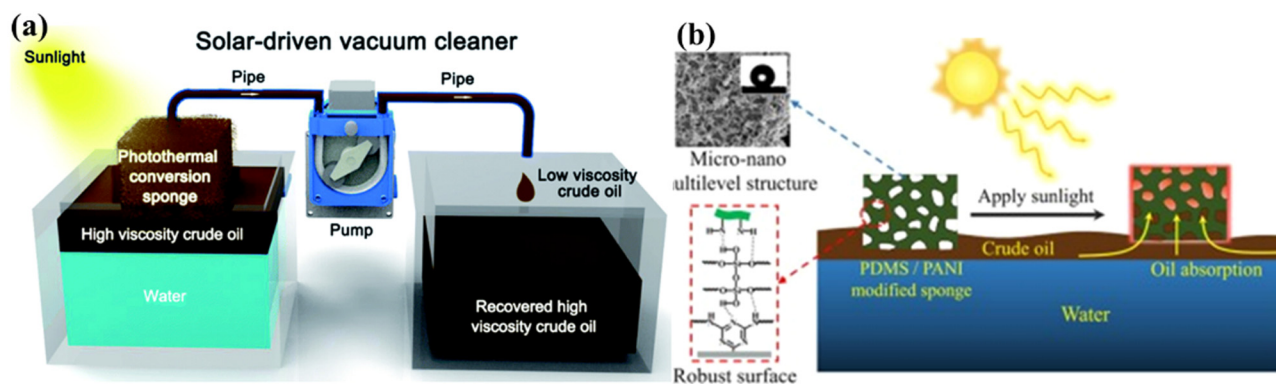 (a)
Solar-driven vacuum cleaner
Sunlight
Pipe
Pipe
Photothermal
conversion
sponge
Low viscosity
crude oil
High viscosity crude oil
Pump
Water
Recovered high
viscosity crude oil
(b)
Micro-nano
multilevel structure
Apply sunlight
Crude oil
PDMS / PANI
modified sponge
Oil absorption
Water
Robust surface